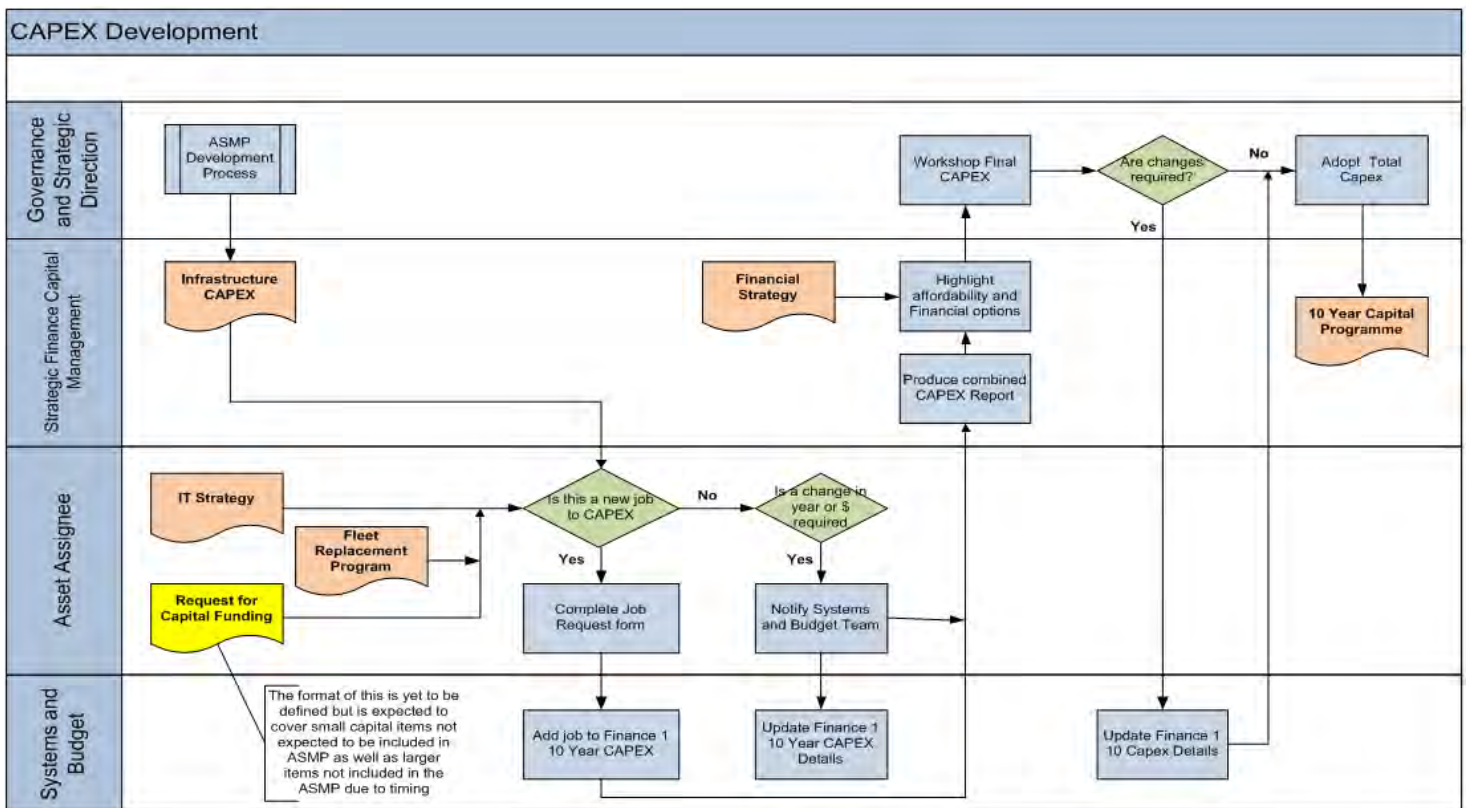 CAPEX Development
Governance
and Strategic
Direction
ASMP
Development
Process
Workshop Final
CAPEX
Are changes
required?
No
Yes
Adopt Total
Capex
Strategic Finance Capital
Management
Infrastructure
CAPEX
Financial
Strategy
Highlight
affordability and
Financial options
10 Year Capital
Programme
Produce combined
CAPEX Report
Asset Assignee
IT Strategy
Fleet
Replacement
Program
Request for
Capital Funding
Is this a new job
to CAPEX
No
Yes
Is a change in
year or $
required
Yes
Complete Job
Request form
Notify Systems
and Budget Team
Systems and
Budget
The format of this is yet to be
defined but is expected to
cover small capital items not
expected to be included in
ASMP as well as larger
items not included in the
ASMP due to timing
Add job to Finance 1
10 Year CAPEX
Update Finance 1
10 Year CAPEX
Details
Update Finance 1
10 Capex Details